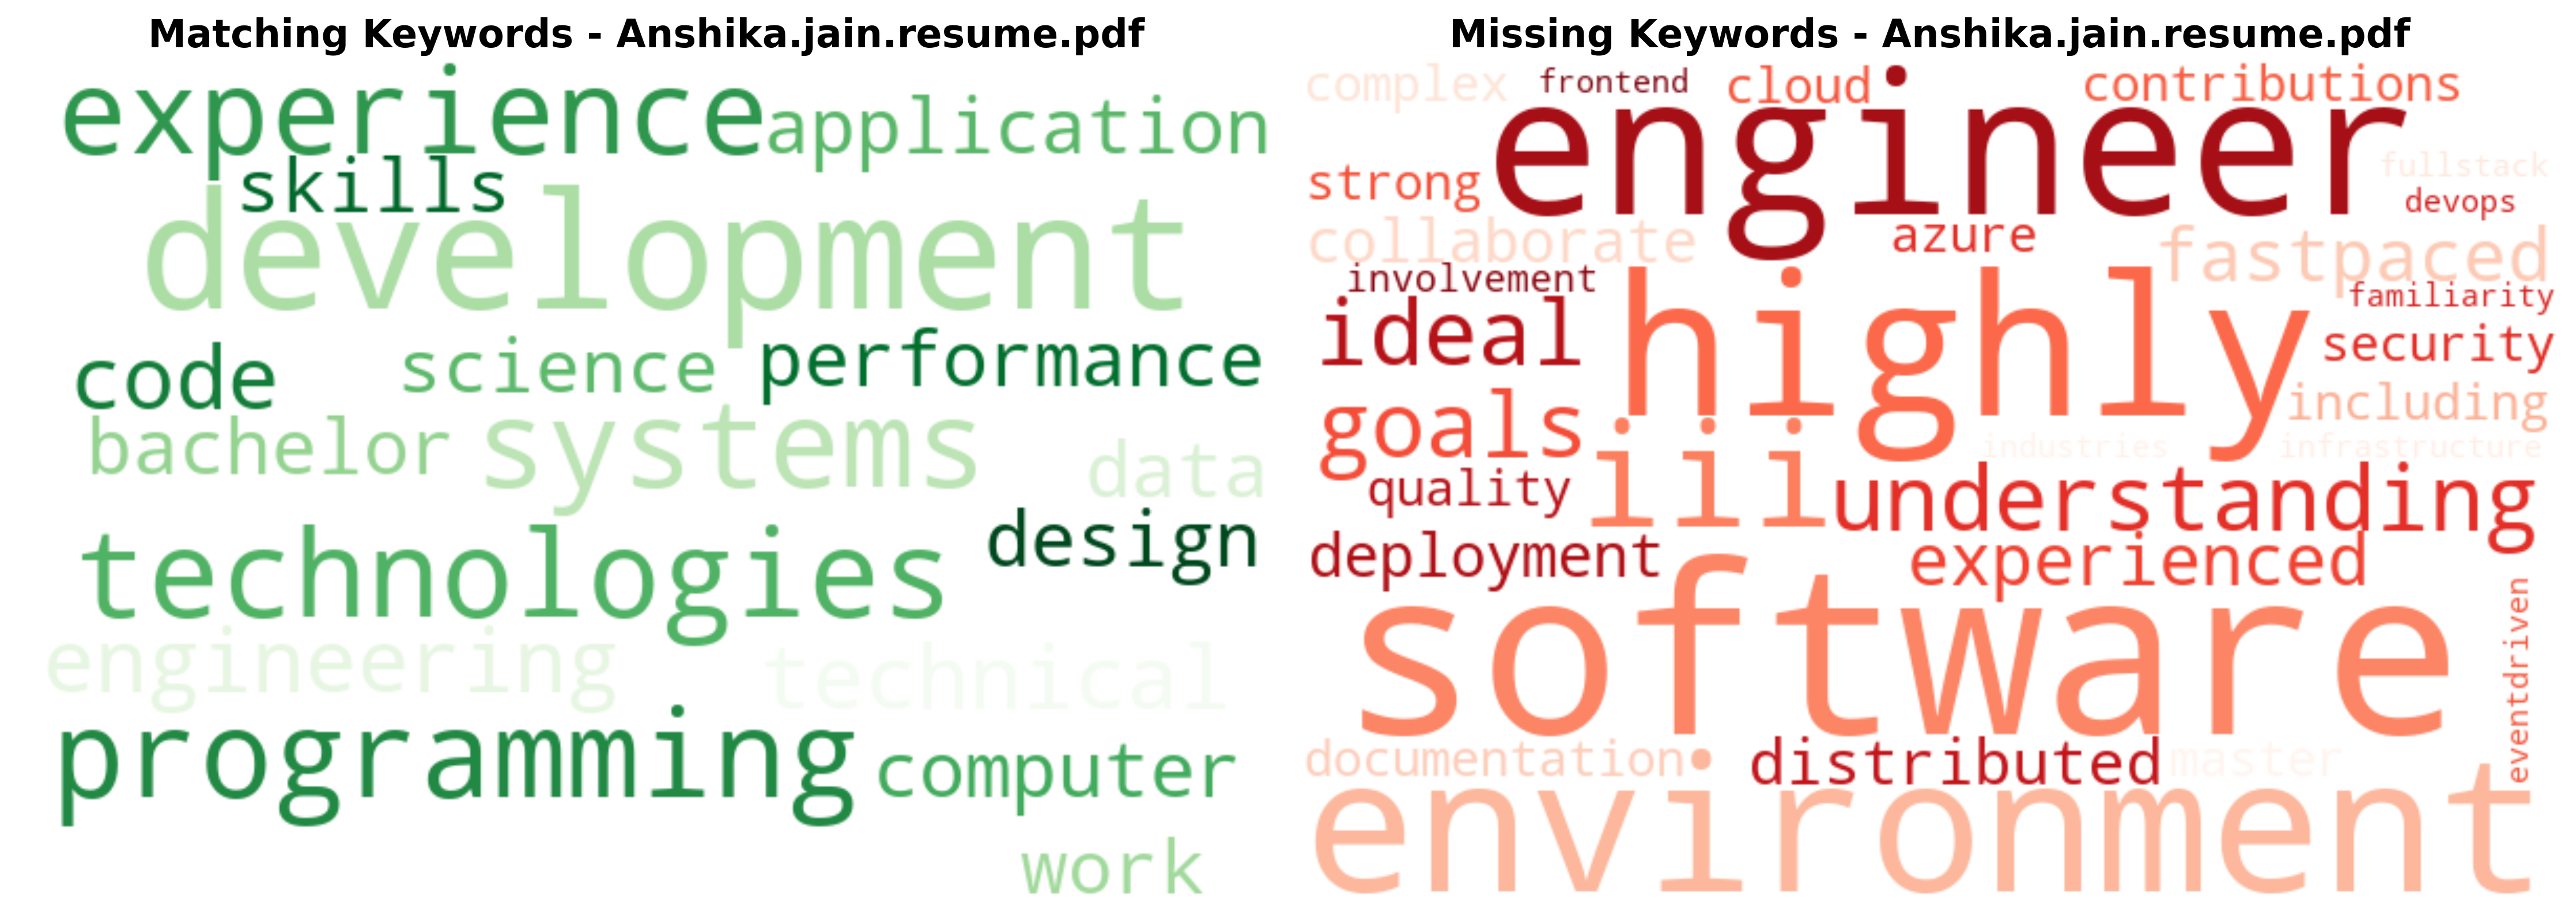 Matching Keywords - Anshika.jain.resume.pdf
experience
application
skills
development
code
science
performance
bachelor
systems
data
technologies
design
engineering
technical
programming
computer
work
Missing Keywords - Anshika.jain.resume.pdf
complex
frontend
cloud
contributions
engineer
strong
fullstack
devops
collaborate
azure
fastpaced
involvement
highly
familiarity
ideal
security
goals
including
industries
infrastructure
quality
iii
understanding
deployment
experienced
software
eventdriven
documentation
distributed
master
environment